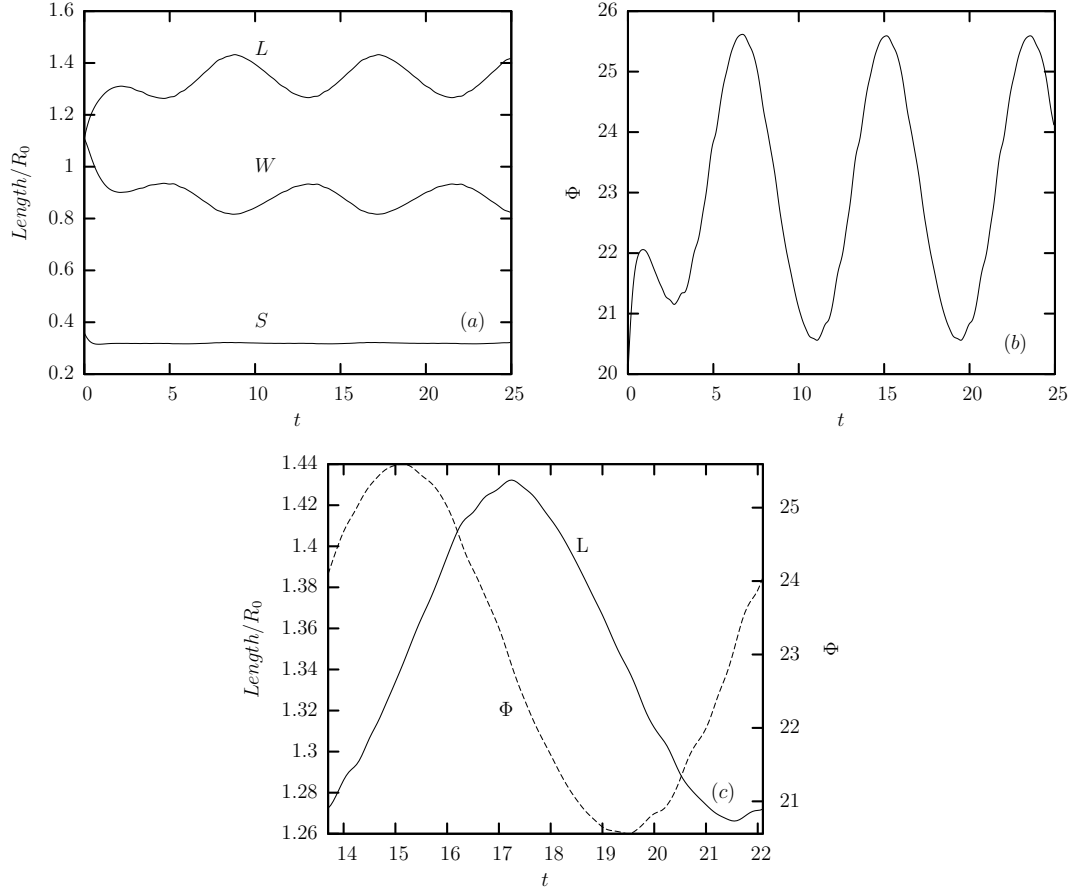 1.6
1.4
1.2
1
0.8
0.6
0.4
0.2
Length/R₀
L
W
S
(a)
0 5 10 15 20 25
t
26
25
24
23
22
21
20
Φ
(b)
0 5 10 15 20 25
t
1.44
1.42
1.4
1.38
1.36
1.34
1.32
1.3
1.28
1.26
Length/R₀
L
Φ
(c)
25
24
23
22
21
Φ
14 15 16 17 18 19 20 21 22
t